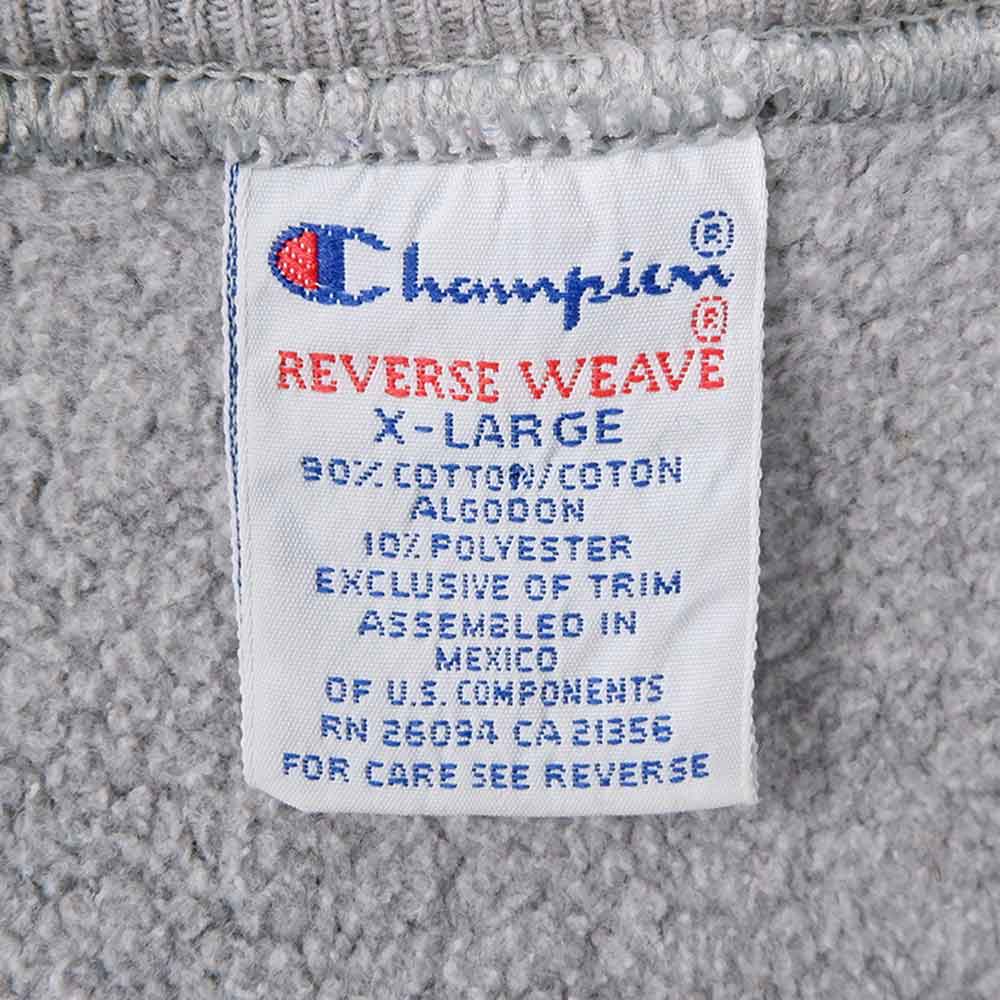 Champion ®
REVERSE WEAVE ®
X-LARGE
90% COTTON/COTON
ALGODON
10% POLYESTER
EXCLUSIVE OF TRIM
ASSEMBLED IN
MEXICO
OF U.S. COMPONENTS
RN 26094 CA 21356
FOR CARE SEE REVERSE